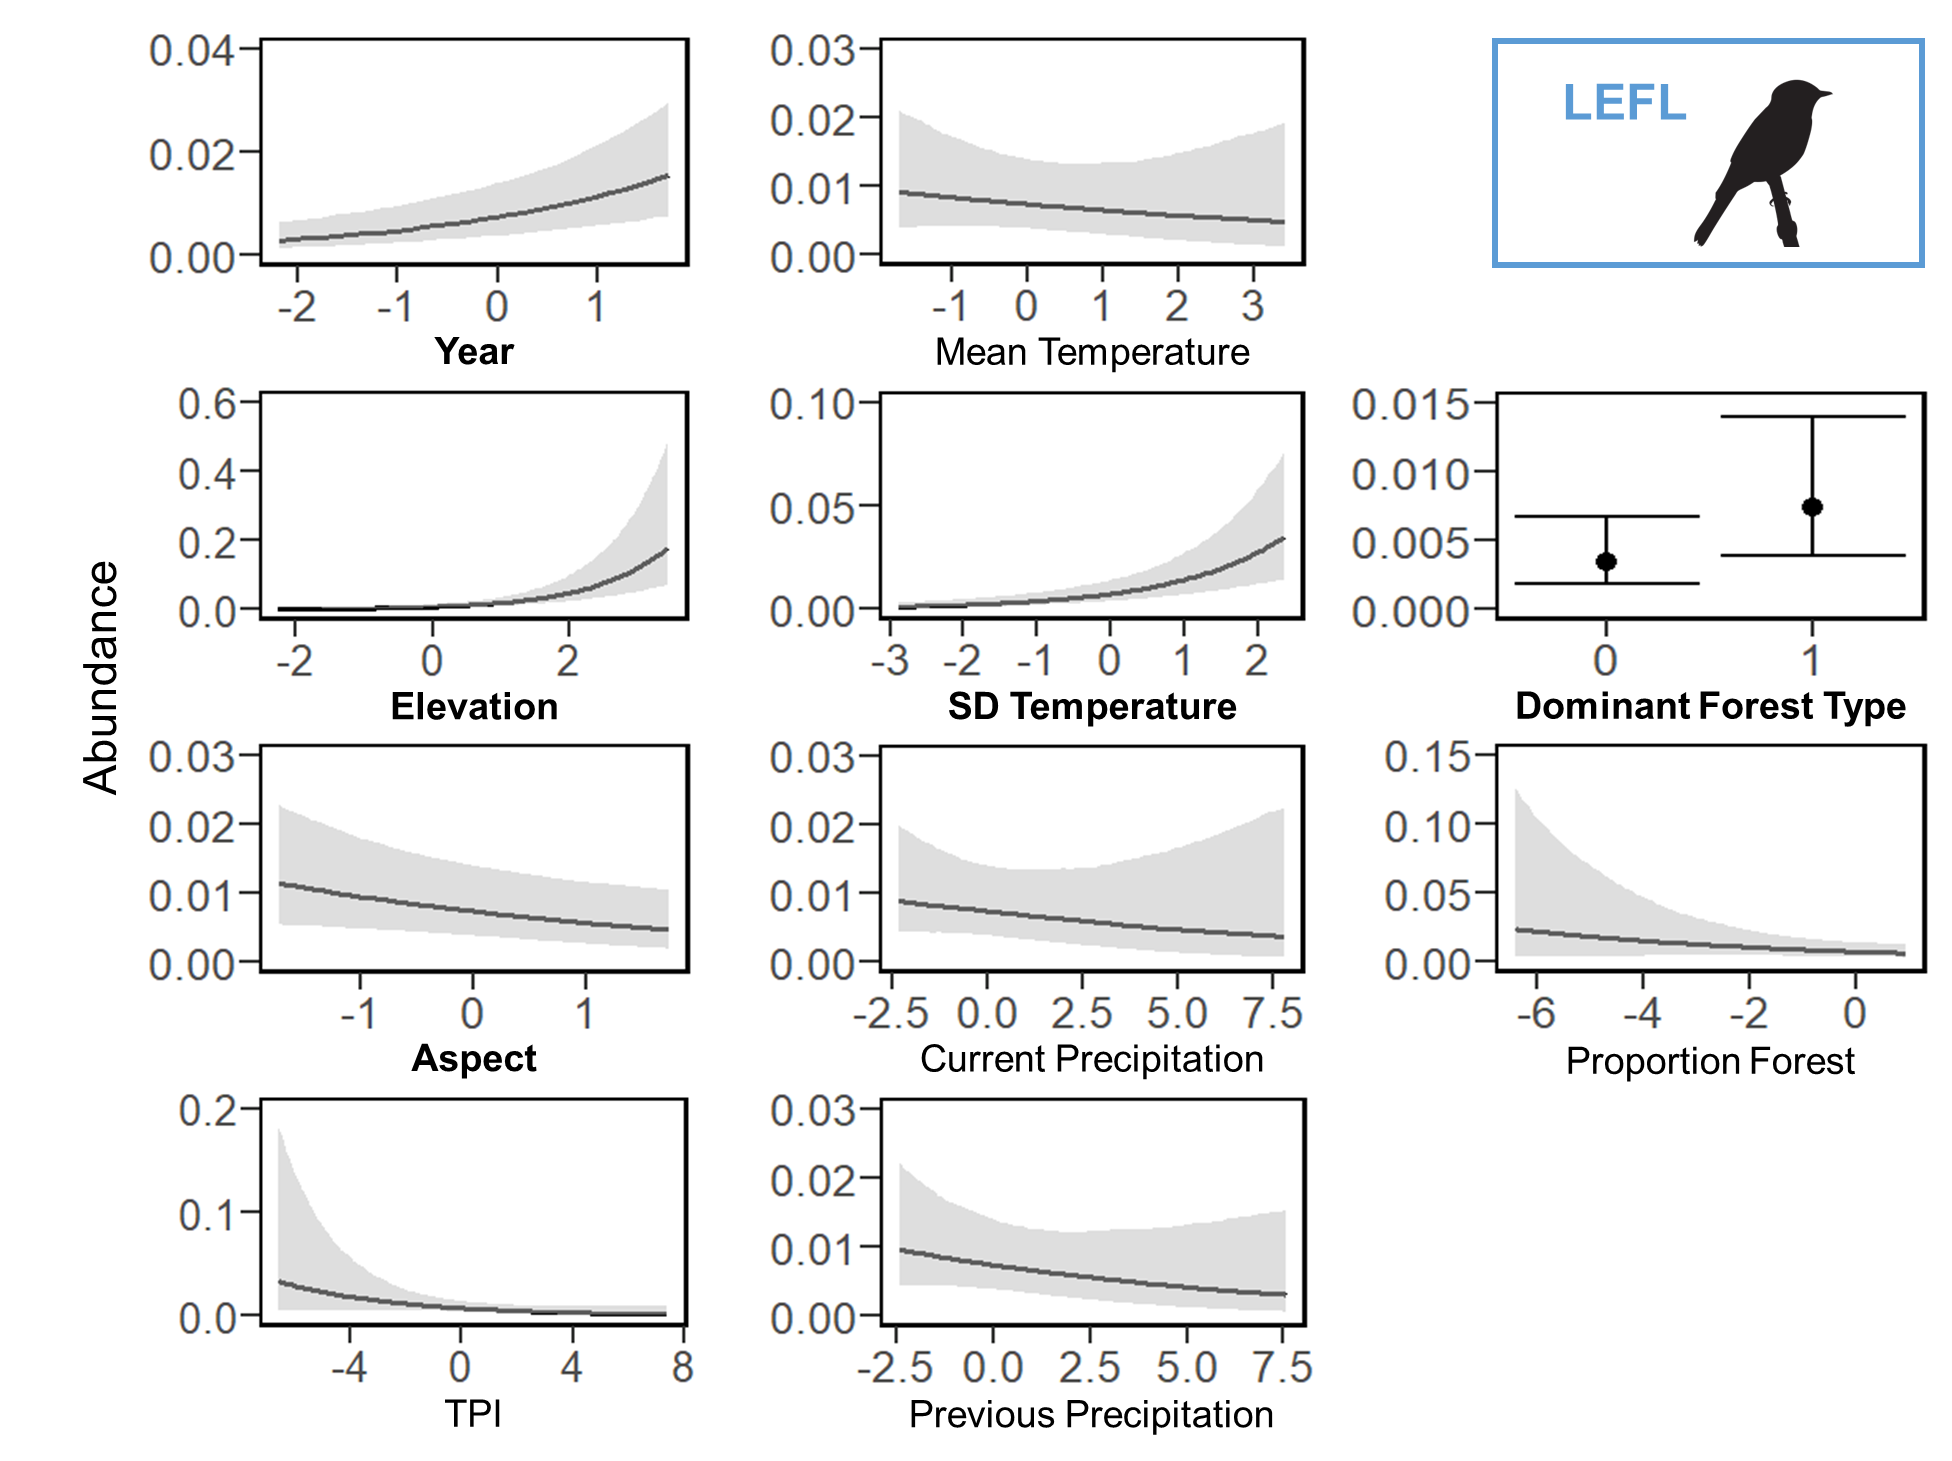 0.04
0.02
0.00
-2 -1 0 1
Year
0.03
0.02
0.01
0.00
-1 0 1 2 3
Mean Temperature
LEFL
Abundance
0.6
0.4
0.2
0.0
-2 0 2
Elevation
0.10
0.05
0.00
-3 -2 -1 0 1 2
SD Temperature
0.015
0.010
0.005
0.000
0 1
Dominant Forest Type
0.03
0.02
0.01
0.00
-1 0 1
Aspect
0.03
0.02
0.01
0.00
-2.5 0.0 2.5 5.0 7.5
Current Precipitation
0.15
0.10
0.05
0.00
-6 -4 -2 0
Proportion Forest
0.2
0.1
0.0
-4 0 4 8
TPI
0.03
0.02
0.01
0.00
-2.5 0.0 2.5 5.0 7.5
Previous Precipitation